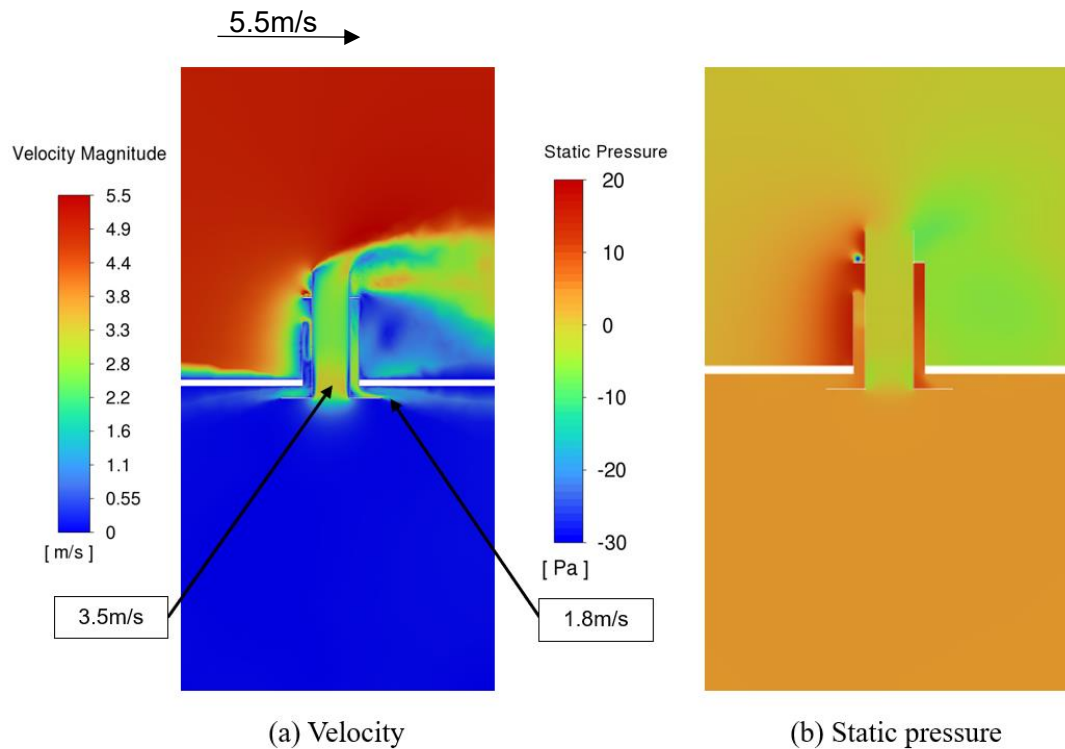 5.5m/s
Velocity Magnitude
5.5
4.9
4.4
3.8
3.3
2.8
2.2
1.6
1.1
0.55
0
[ m/s ]
3.5m/s
1.8m/s
(a) Velocity
Static Pressure
20
10
0
-10
-20
-30
[ Pa ]
(b) Static pressure